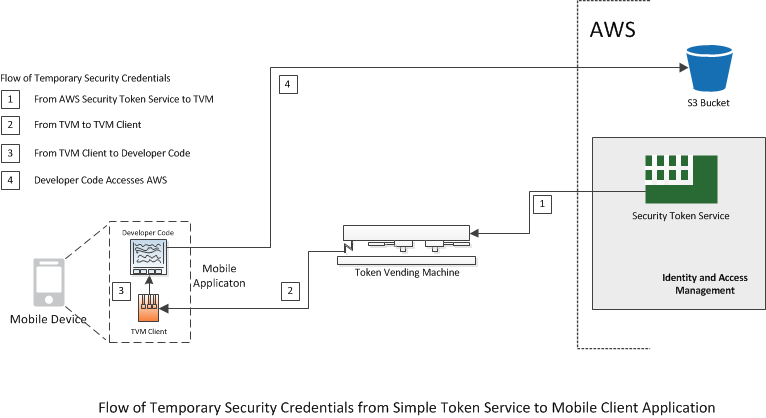 AWS
4
S3 Bucket
Flow of Temporary Security Credentials
1 From AWS Security Token Service to TVM
2 From TVM to TVM Client
3 From TVM Client to Developer Code
4 Developer Code Accesses AWS
1
Security Token Service
Identity and Access
Management
Developer Code
Mobile
Applicaton
3
2
Token Vending Machine
Mobile Device
TVM Client
Flow of Temporary Security Credentials from Simple Token Service to Mobile Client Application